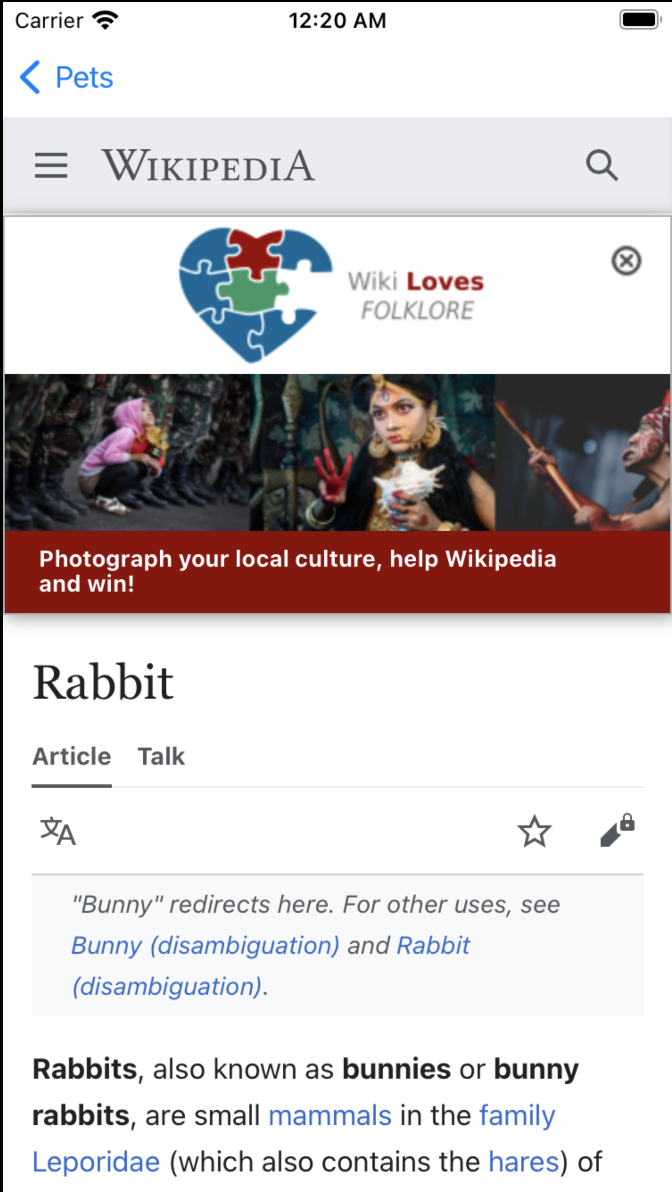 Carrier 12:20 AM
Pets
WIKIPEDIA
Wiki Loves
FOLKLORE
Photograph your local culture, help Wikipedia
and win!
Rabbit
Article Talk
文A
"Bunny" redirects here. For other uses, see
Bunny (disambiguation) and Rabbit
(disambiguation).
Rabbits, also known as bunnies or bunny
rabbits, are small mammals in the family
Leporidae (which also contains the hares) of